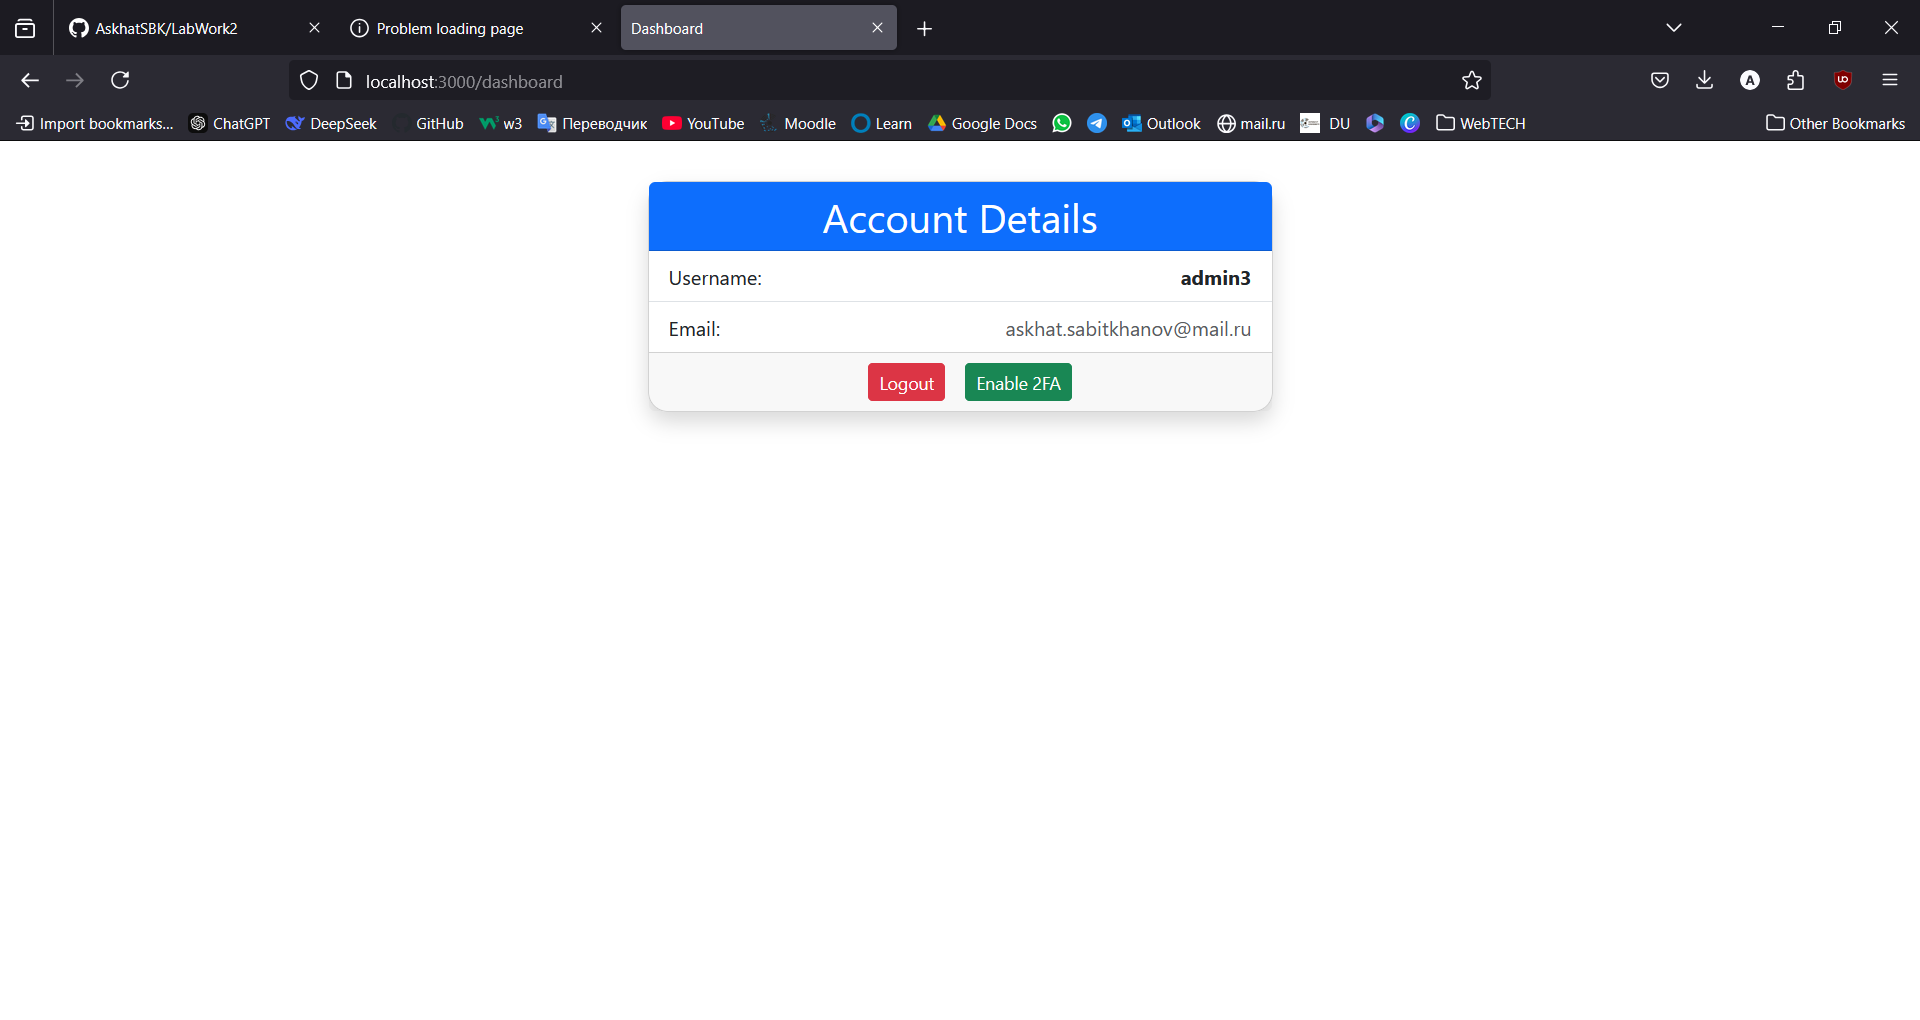 AskhatSBK/LabWork2
Problem loading page
Dashboard
localhost:3000/dashboard
A
Import bookmarks...
ChatGPT
DeepSeek
GitHub
w3
Переводчик
YouTube
Moodle
Learn
Google Docs
Outlook
mail.ru
DU
WebTECH
Other Bookmarks
Account Details
Username:
admin3
Email:
askhat.sabitkhanov@mail.ru
Logout
Enable 2FA